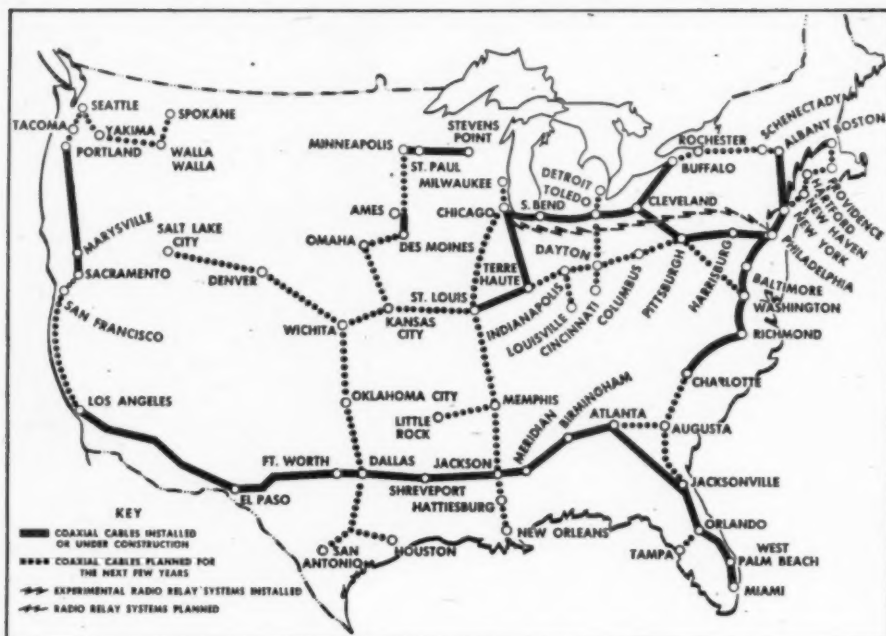 SEATTLE
SPOKANE
TACOMA
YAKIMA
PORTLAND
WALLA
WALLA
MINNEAPOLIS
STEVENS
POINT
ST. PAUL
MILWAUKEE
DETROIT
TOLEDO
ROCHESTER
BUFFALO
SCHENECTADY
ALBANY
BOSTON
PROVIDENCE
HARTFORD
NEW HAVEN
NEW YORK
PHILADELPHIA
MARYSVILLE
SALT LAKE
CITY
AMES
CHICAGO
S. BEND
CLEVELAND
OMAHA
DES MOINES
DAYTON
SACRAMENTO
DENVER
TERRE
HAUTE
ST. LOUIS
INDIANAPOLIS
LOUISVILLE
CINCINNATI
COLUMBUS
PITTSBURGH
HARRISBURG
BALTIMORE
WASHINGTON
RICHMOND
SAN FRANCISCO
WICHITA
KANSAS
CITY
CHARLOTTE
LOS ANGELES
OKLAHOMA CITY
LITTLE
ROCK
MEMPHIS
MERIDIAN
BIRMINGHAM
ATLANTA
AUGUSTA
FT. WORTH
DALLAS
JACKSON
EL PASO
SHREVEPORT
HATTIESBURG
JACKSONVILLE
NEW ORLEANS
ORLANDO
SAN
ANTONIO
HOUSTON
TAMPA
WEST
PALM BEACH
MIAMI
KEY
COAXIAL CABLES INSTALLED
OR UNDER CONSTRUCTION
COAXIAL CABLES PLANNED FOR
THE NEXT FEW YEARS
EXPERIMENTAL RADIO RELAY SYSTEMS INSTALLED
RADIO RELAY SYSTEMS PLANNED